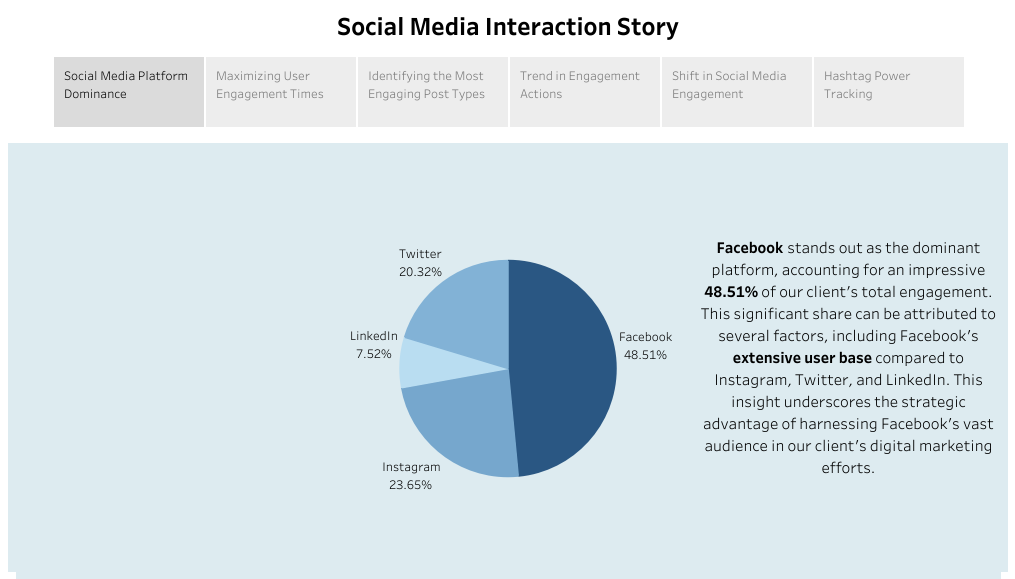 Social Media Interaction Story
Social Media Platform
Dominance
Maximizing User
Engagement Times
Identifying the Most
Engaging Post Types
Trend in Engagement
Actions
Shift in Social Media
Engagement
Hashtag Power
Tracking
Twitter
20.32%
LinkedIn
7.52%
Facebook
48.51%
Instagram
23.65%
Facebook stands out as the dominant
platform, accounting for an impressive
48.51% of our client's total engagement.
This significant share can be attributed to
several factors, including Facebook's
extensive user base compared to
Instagram, Twitter, and LinkedIn. This
insight underscores the strategic
advantage of harnessing Facebook's vast
audience in our client's digital marketing
efforts.